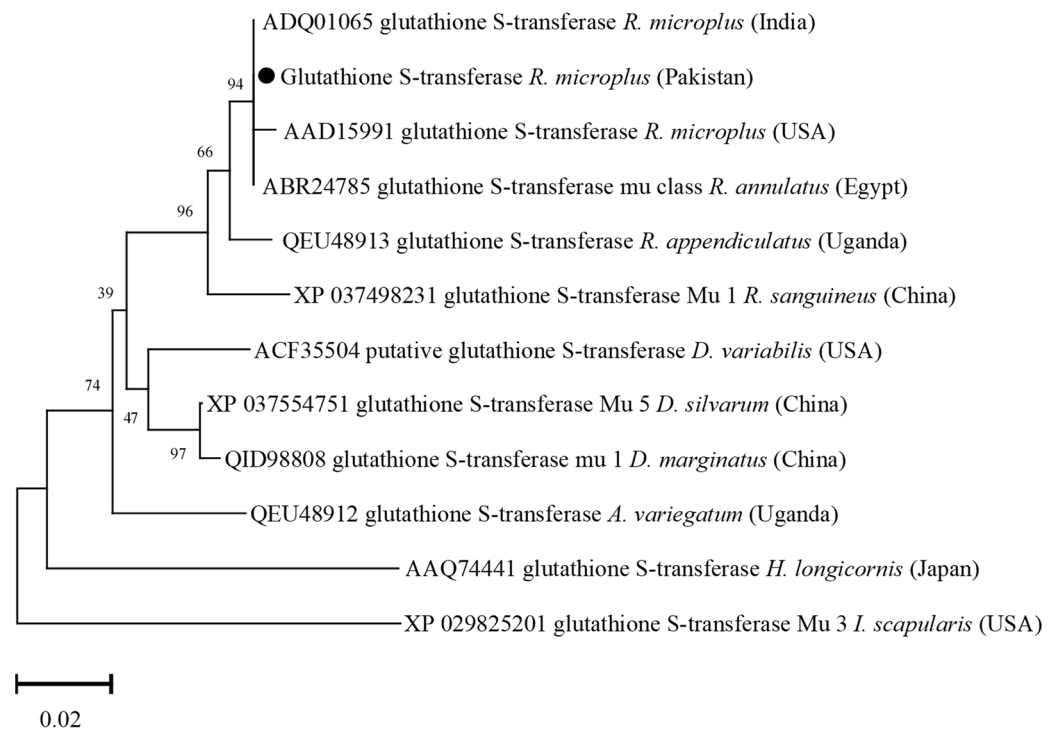 ADQ01065 glutathione S-transferase R. microplus (India)
94
Glutathione S-transferase R. microplus (Pakistan)
AAD15991 glutathione S-transferase R. microplus (USA)
66
ABR24785 glutathione S-transferase mu class R. annulatus (Egypt)
96
QEU48913 glutathione S-transferase R. appendiculatus (Uganda)
39
XP 037498231 glutathione S-transferase Mu 1 R. sanguineus (China)
ACF35504 putative glutathione S-transferase D. variabilis (USA)
74
XP 037554751 glutathione S-transferase Mu 5 D. silvarum (China)
47
97
QID98808 glutathione S-transferase mu 1 D. marginatus (China)
QEU48912 glutathione S-transferase A. variegatum (Uganda)
AAQ74441 glutathione S-transferase H. longicornis (Japan)
XP 029825201 glutathione S-transferase Mu 3 I. scapularis (USA)
0.02